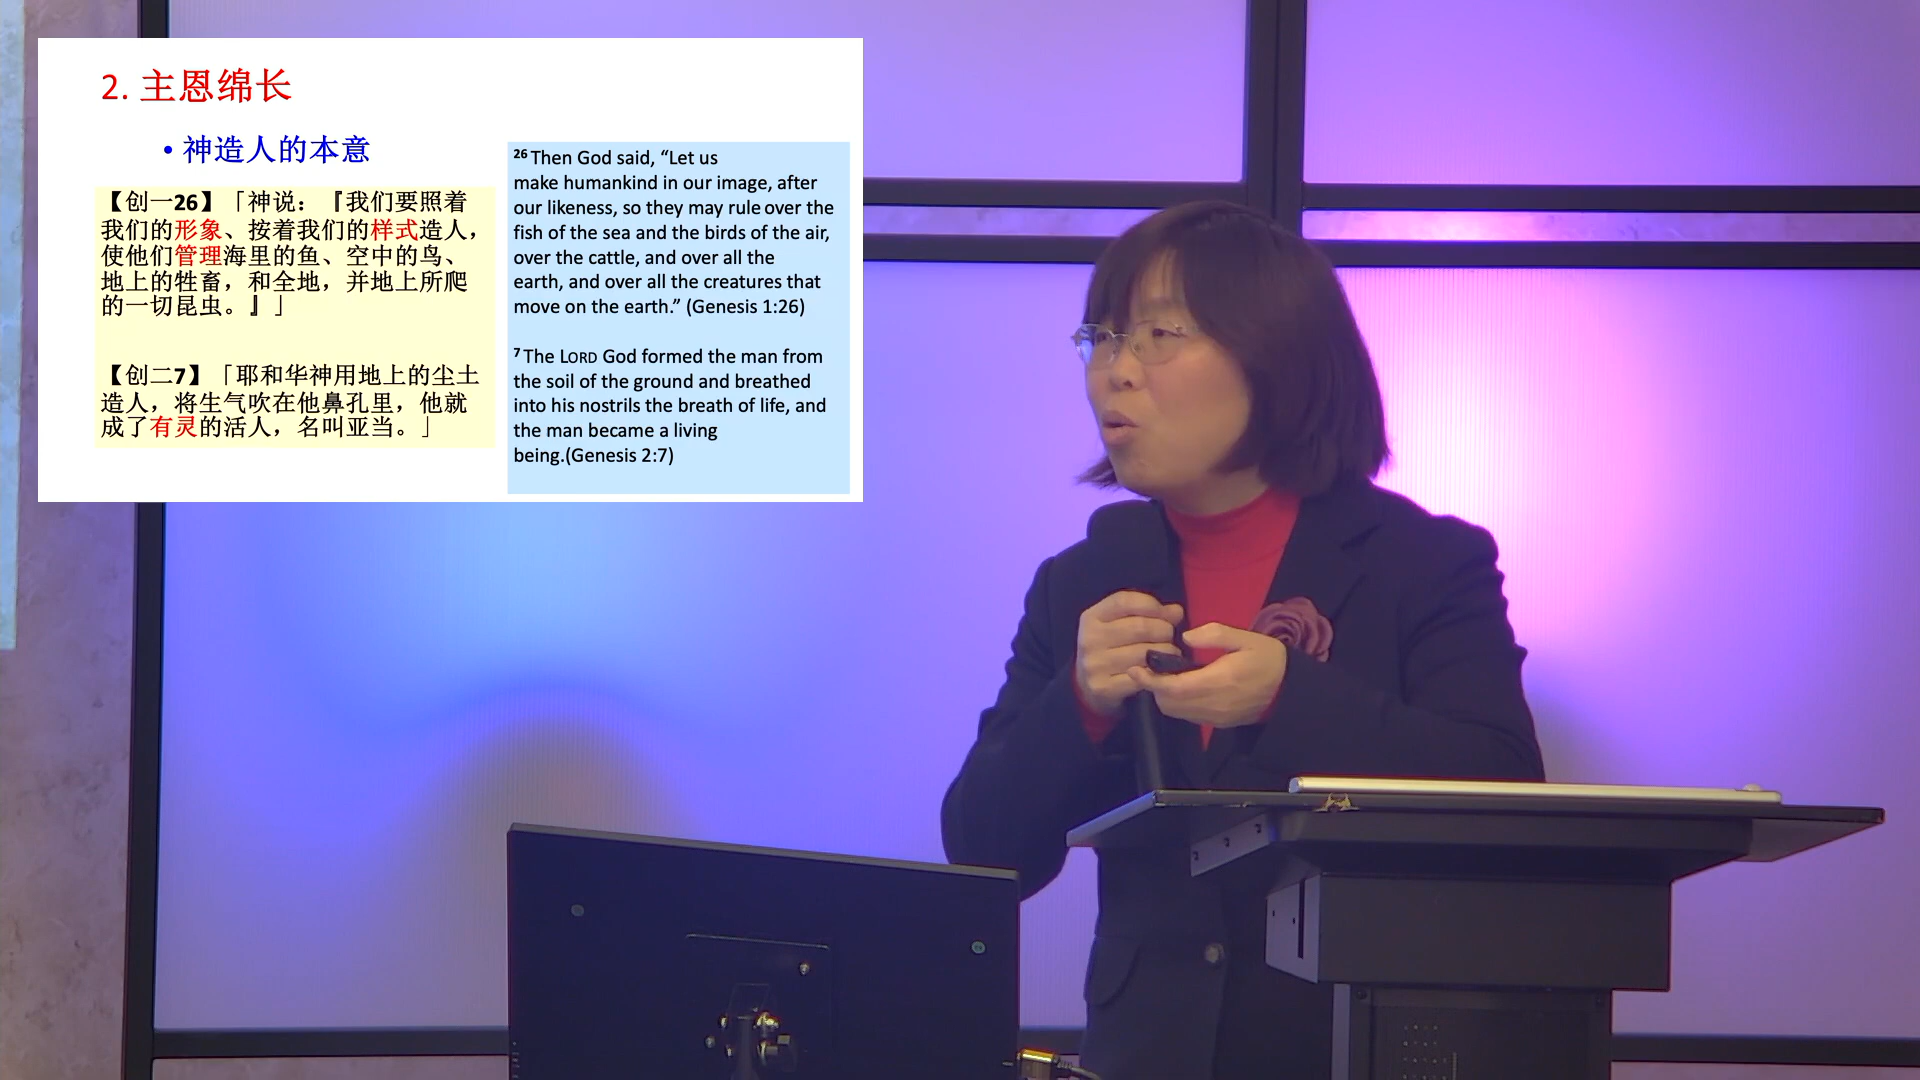 2. 主恩绵长
• 神造人的本意
【创一26】「神说：『我们要照着
我们的形象、按着我们的样式造人，
使他们管理海里的鱼、空中的鸟、
地上的牲畜，和全地，并地上所爬
的一切昆虫。』」
【创二7】「耶和华神用地上的尘土
造人，将生气吹在他鼻孔里，他就
成了有灵的活人，名叫亚当。」
26 Then God said, “Let us
make humankind in our image, after
our likeness, so they may rule over the
fish of the sea and the birds of the air,
over the cattle, and over all the
earth, and over all the creatures that
move on the earth.” (Genesis 1:26)
7 The LORD God formed the man from
the soil of the ground and breathed
into his nostrils the breath of life, and
the man became a living
being.(Genesis 2:7)